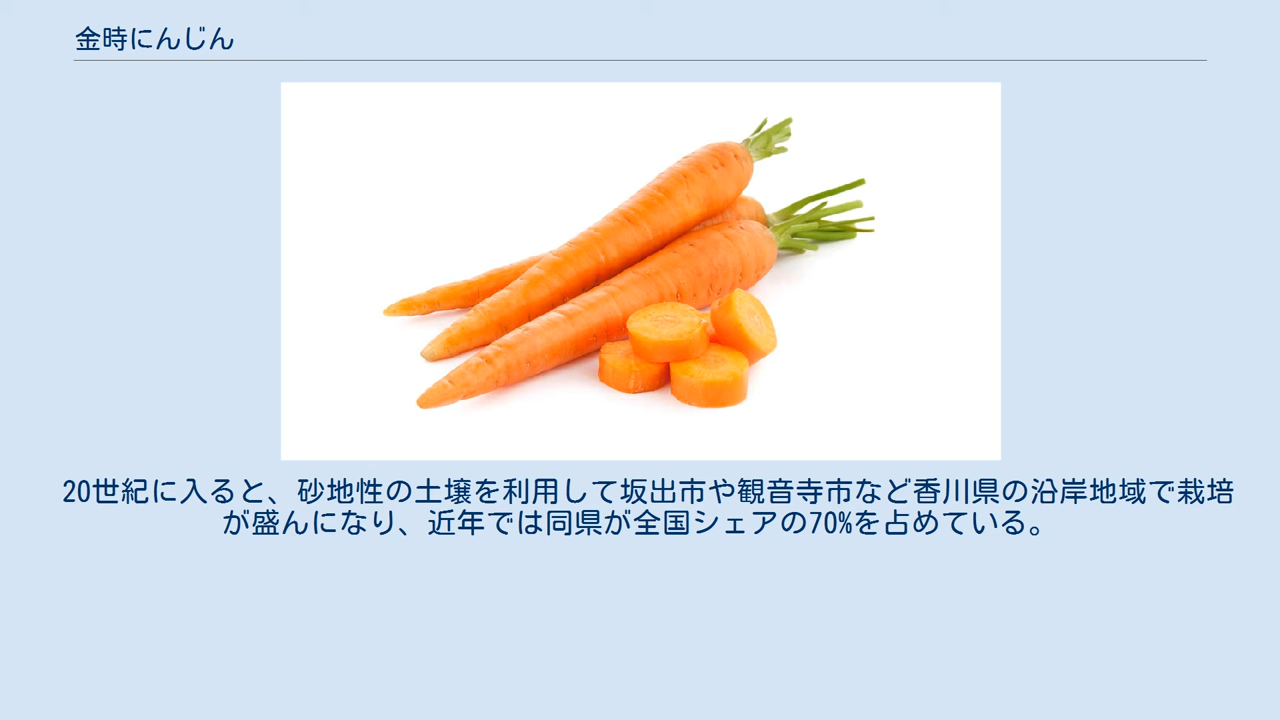 金時にんじん
20世紀に入ると、砂地性の土壌を利用して坂出市や観音寺市など香川県の沿岸地域で栽培
が盛んになり、近年では同県が全国シェアの70%を占めている。